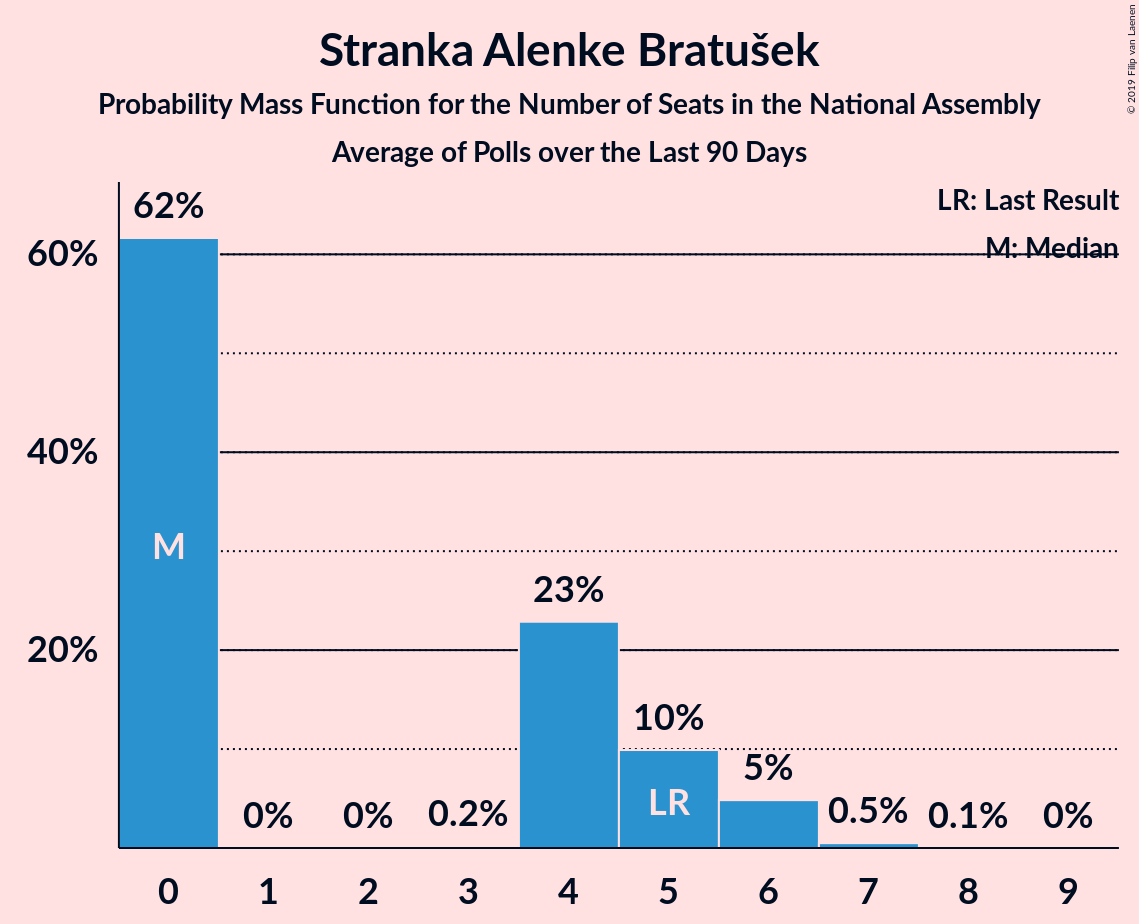 Stranka Alenke Bratušek
Probability Mass Function for the Number of Seats in the National Assembly
Average of Polls over the Last 90 Days
© 2019 Filip van Laenen
LR: Last Result
M: Median
60%
40%
20%
62%
0%
0%
0.2%
23%
10%
5%
0.5%
0.1%
0%
M
LR
0 1 2 3 4 5 6 7 8 9